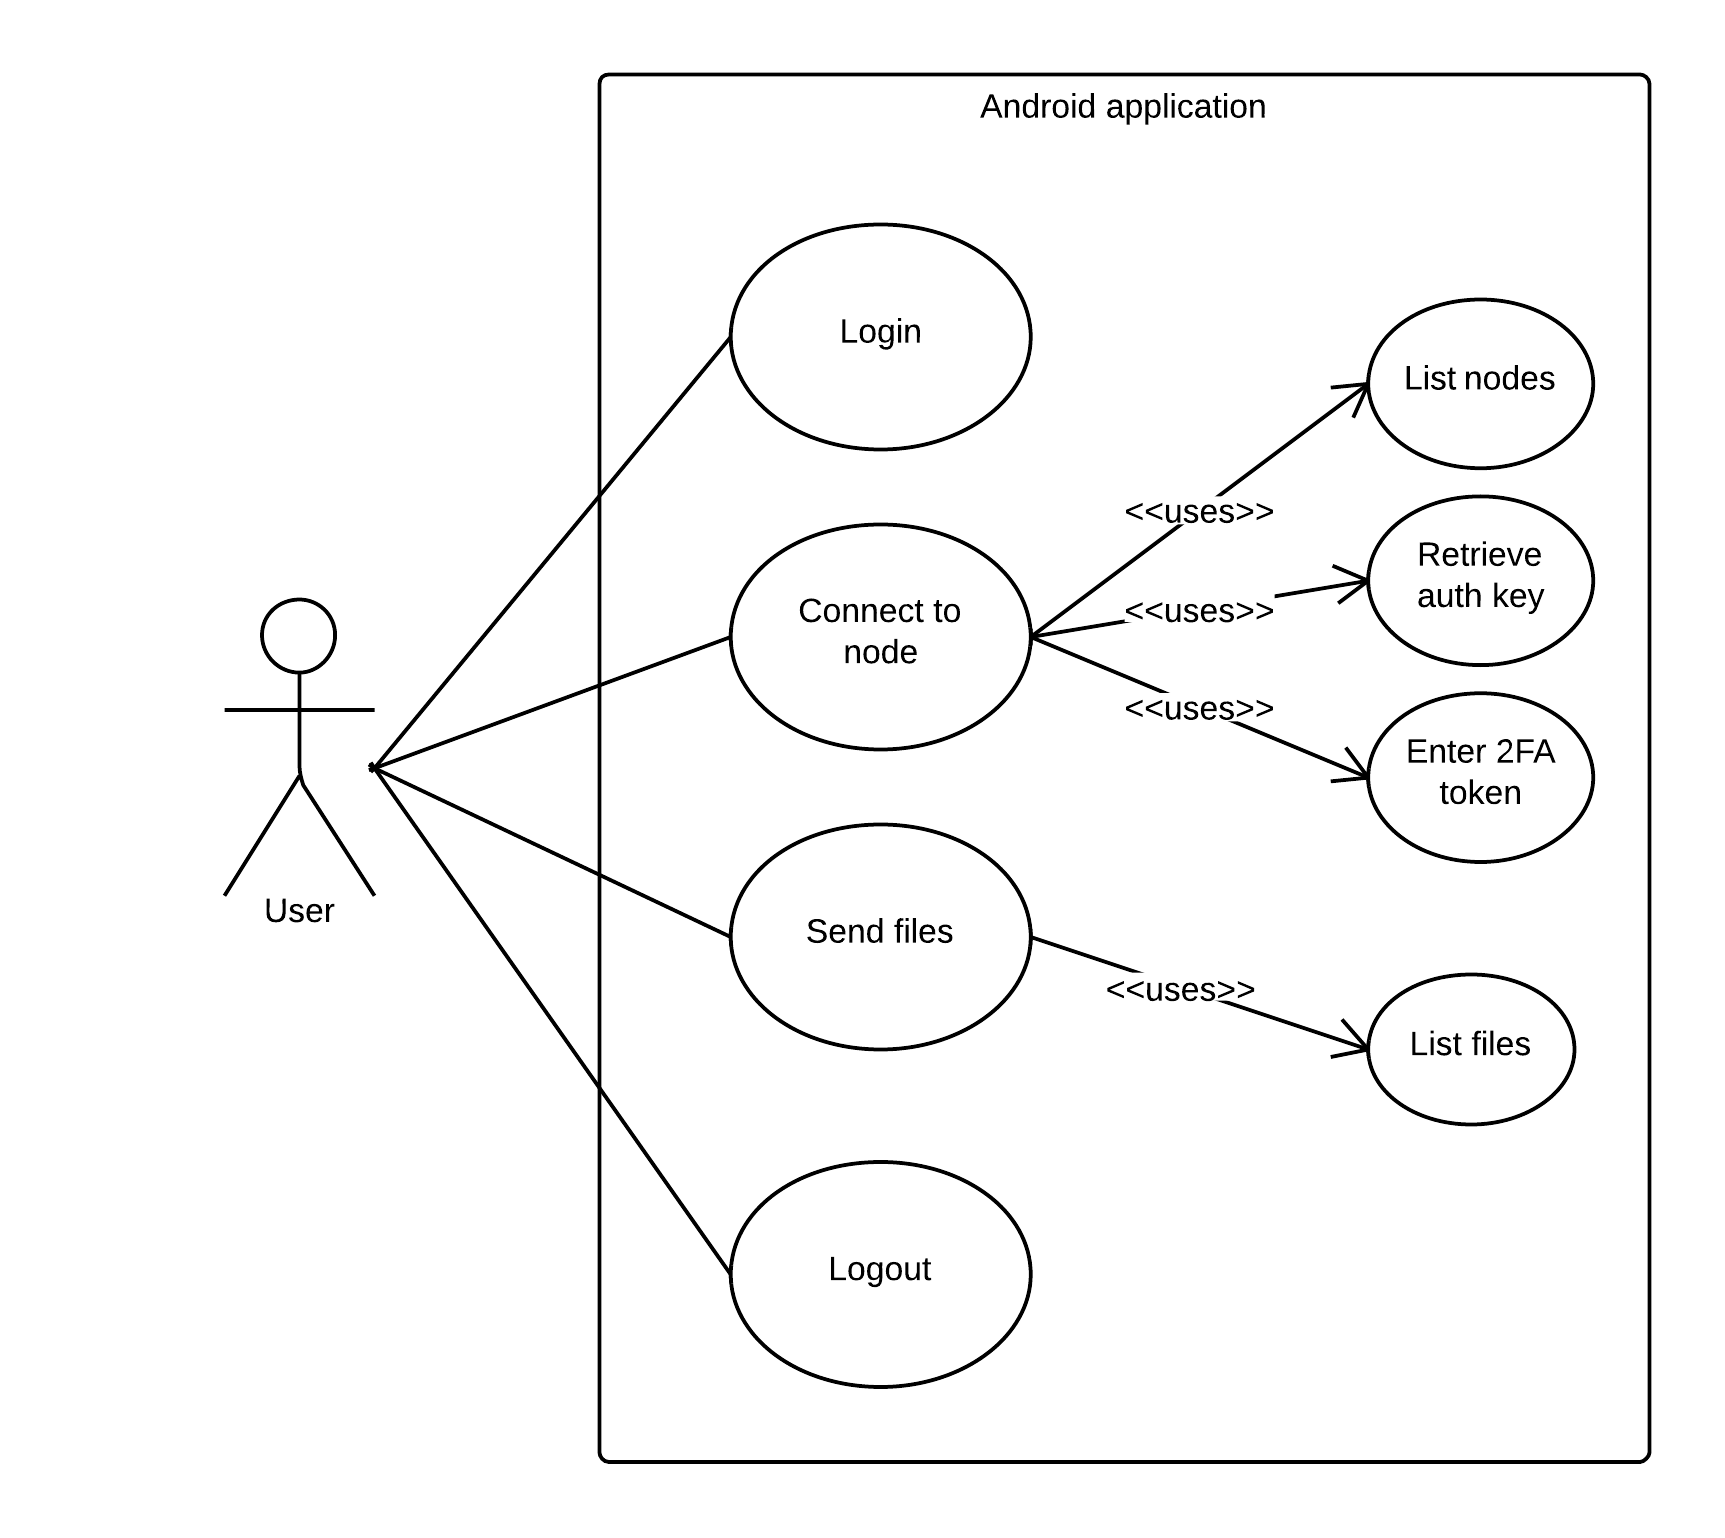 Android application
Login
List nodes
<<uses>>
Retrieve
auth key
Connect to
node
<<uses>>
<<uses>>
Enter 2FA
token
User
Send files
<<uses>>
List files
Logout